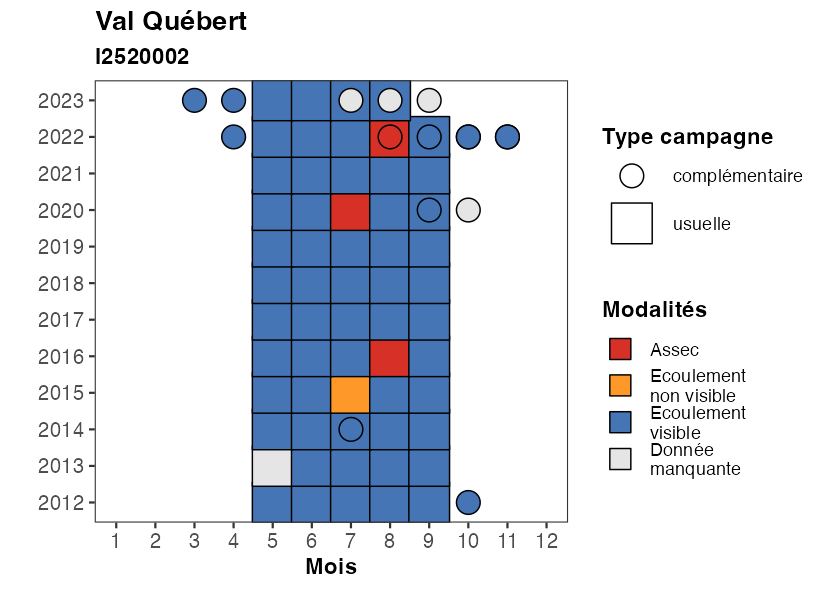 Val Québert
I2520002
2023
2022
2021
2020
2019
2018
2017
2016
2015
2014
2013
2012
1 2 3 4 5 6 7 8 9 10 11 12
Mois
Type campagne
complémentaire
usuelle
Modalités
Assec
Ecoulement
non visible
Ecoulement
visible
Donnée
manquante